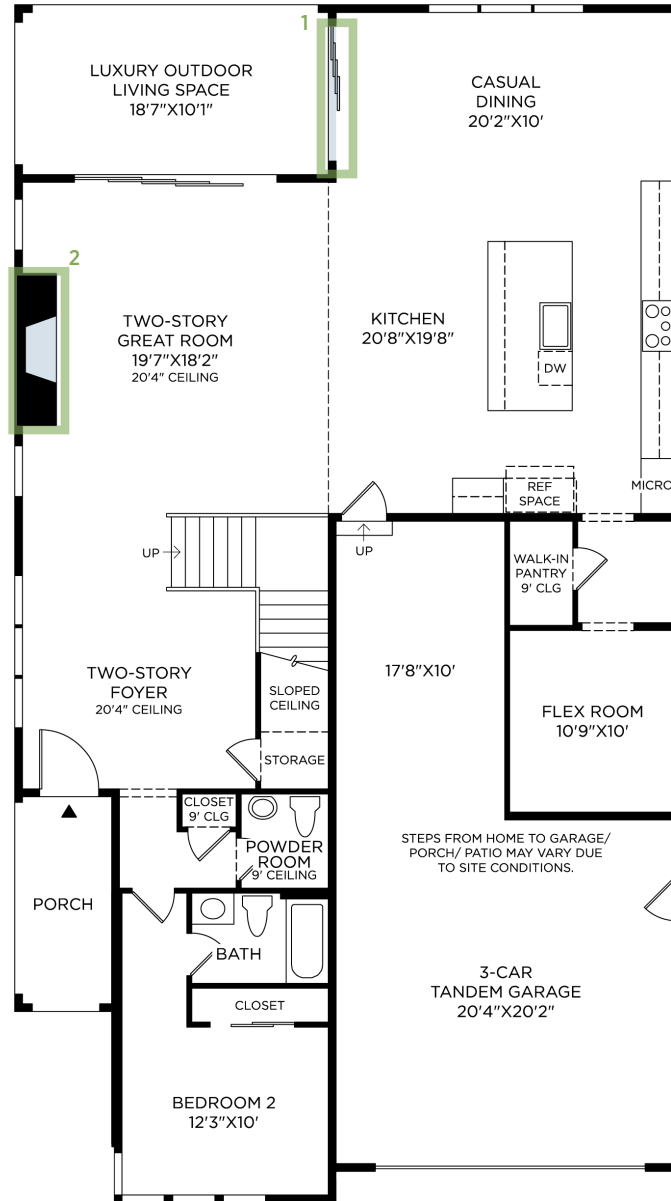 1
LUXURY OUTDOOR
LIVING SPACE
18'7"X10'1"
CASUAL
DINING
20'2"X10'
2
TWO-STORY
GREAT ROOM
19'7"X18'2"
20'4" CEILING
KITCHEN
20'8"X19'8"
DW
REF
SPACE
MICRO
UP
UP
WALK-IN
PANTRY
9' CLG
17'8"X10'
TWO-STORY
FOYER
20'4" CEILING
SLOPED
CEILING
STORAGE
FLEX ROOM
10'9"X10'
CLOSET
9' CLG
POWDER
ROOM
9' CEILING
STEPS FROM HOME TO GARAGE/
PORCH/ PATIO MAY VARY DUE
TO SITE CONDITIONS.
PORCH
BATH
3-CAR
TANDEM GARAGE
20'4"X20'2"
CLOSET
BEDROOM 2
12'3"X10'